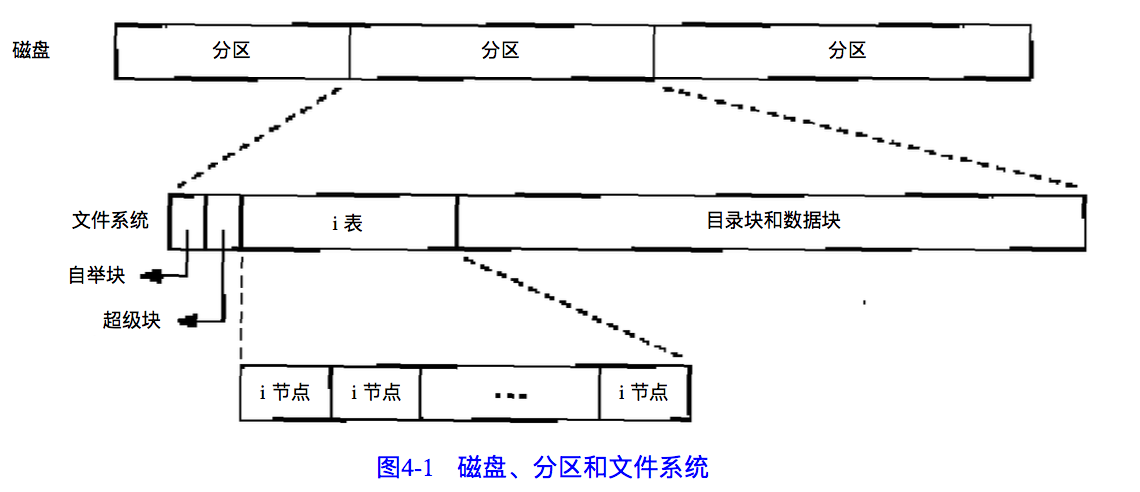 磁盘 分区 分区 分区
文件系统 i 表 目录块和数据块
自举块
超级块
i 节点 i 节点 ... i 节点
图4-1 磁盘、分区和文件系统